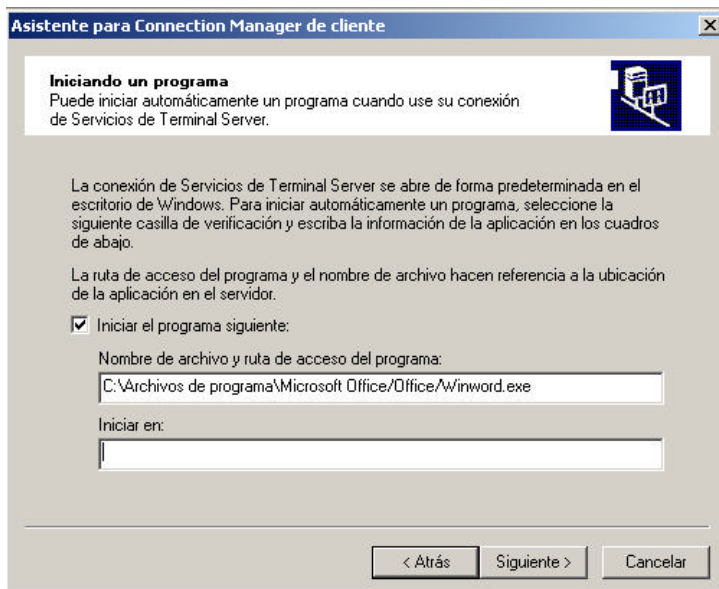 Asistente para Connection Manager de cliente
Iniciando un programa
Puede iniciar automáticamente un programa cuando use su conexión
de Servicios de Terminal Server.
La conexión de Servicios de Terminal Server se abre de forma predeterminada en el
escritorio de Windows. Para iniciar automáticamente un programa, seleccione la
siguiente casilla de verificación y escriba la información de la aplicación en los cuadros
de abajo.
La ruta de acceso del programa y el nombre de archivo hacen referencia a la ubicación
de la aplicación en el servidor.
Iniciar el programa siguiente:
Nombre de archivo y ruta de acceso del programa:
C:\Archivos de programa\Microsoft Office/Office/Winword.exe
Iniciar en:
< Atrás
Siguiente >
Cancelar